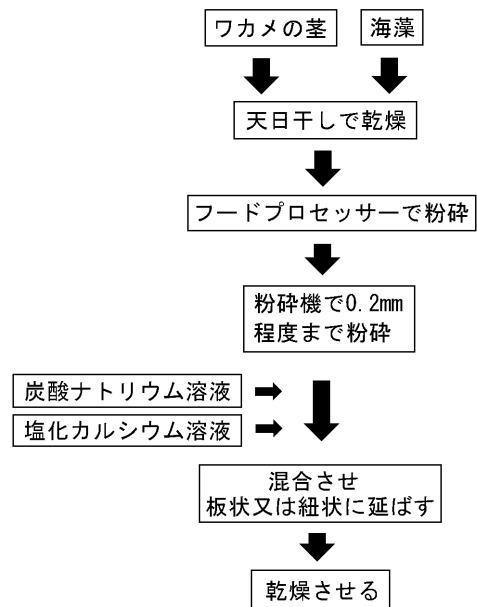 ワカメの茎
海藻
天日干しで乾燥
フードプロセッサーで粉砕
粉砕機で0.2mm
程度まで粉砕
炭酸ナトリウム溶液
塩化カルシウム溶液
混合させ
板状又は紐状に延ばす
乾燥させる